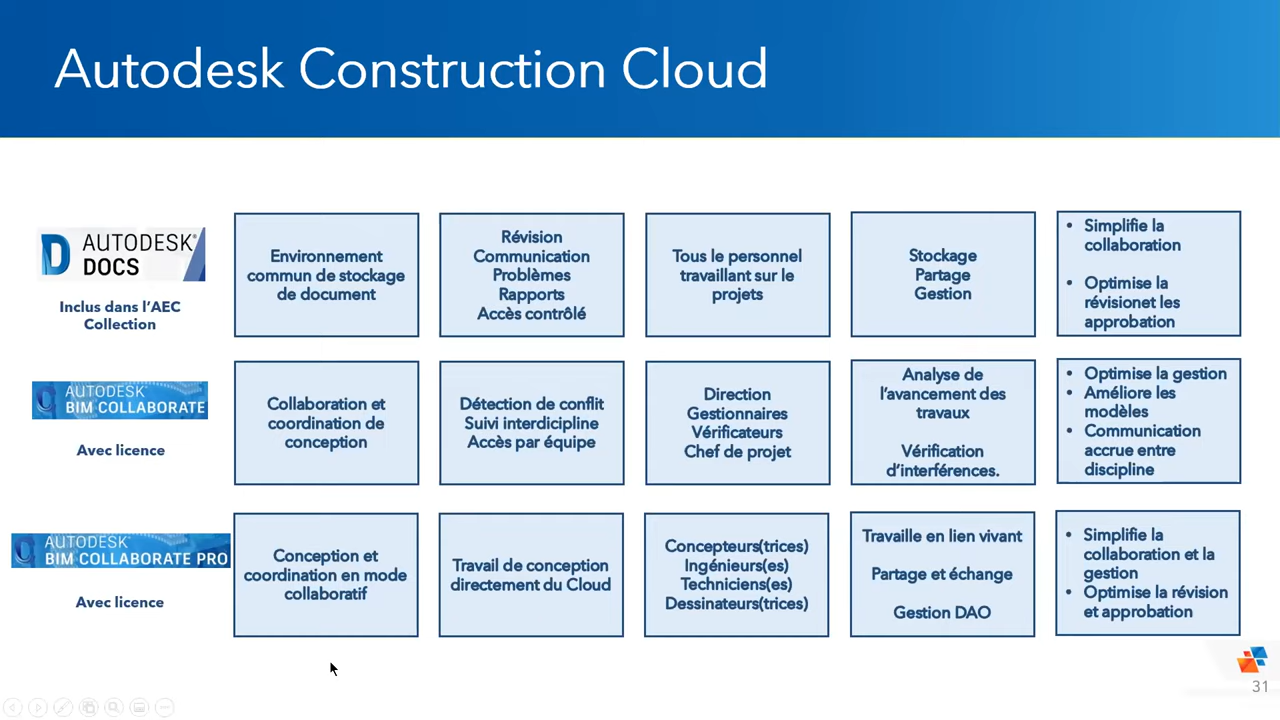 Autodesk Construction Cloud
AUTODESK®
DOCS
Inclus dans l'AEC
Collection
Environnement
commun de stockage
de document
Révision
Communication
Problèmes
Rapports
Accès contrôlé
Tous le personnel
travaillant sur le
projets
Stockage
Partage
Gestion
• Simplifie la
collaboration
• Optimise la
révisionet les
approbation
AUTODESK®
BIM COLLABORATE
Avec licence
Collaboration et
coordination de
conception
Détection de conflit
Suivi interdicipline
Accès par équipe
Direction
Gestionnaires
Vérificateurs
Chef de projet
Analyse de
l'avancement des
travaux
Vérification
d'interférences.
• Optimise la gestion
• Améliore les
modèles
• Communication
accrue entre
discipline
AUTODESK®
BIM COLLABORATE PRO
Avec licence
Conception et
coordination en mode
collaboratif
Travail de conception
directement du Cloud
Concepteurs(trices)
Ingénieurs(es)
Techniciens(es)
Dessinateurs(trices)
Travaille en lien vivant
Partage et échange
Gestion DAO
• Simplifie la
collaboration et la
gestion
• Optimise la révision
et approbation
31